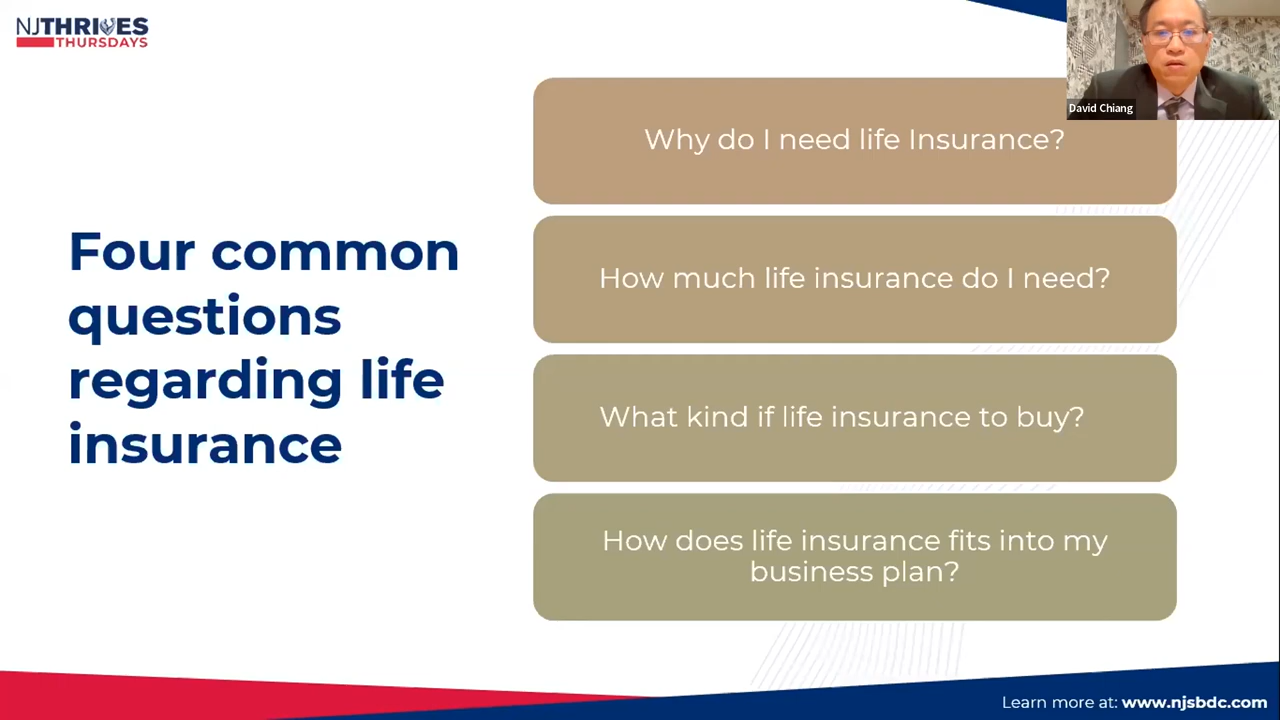 NJTHRIVES
THURSDAYS
David Chiang
Four common
questions
regarding life
insurance
Why do I need life Insurance?
How much life insurance do I need?
What kind if life insurance to buy?
How does life insurance fits into my
business plan?
Learn more at: www.njsbdc.com